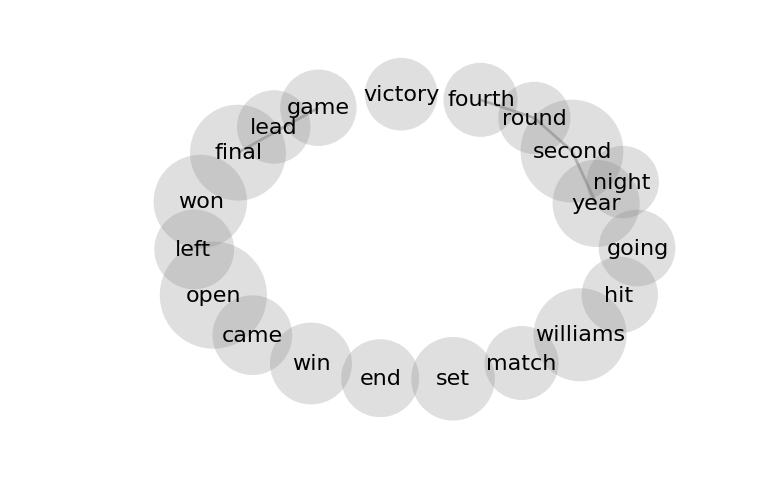 victory
game
fourth
lead
round
final
second
night
won
year
left
going
open
hit
came
williams
win
match
end
set